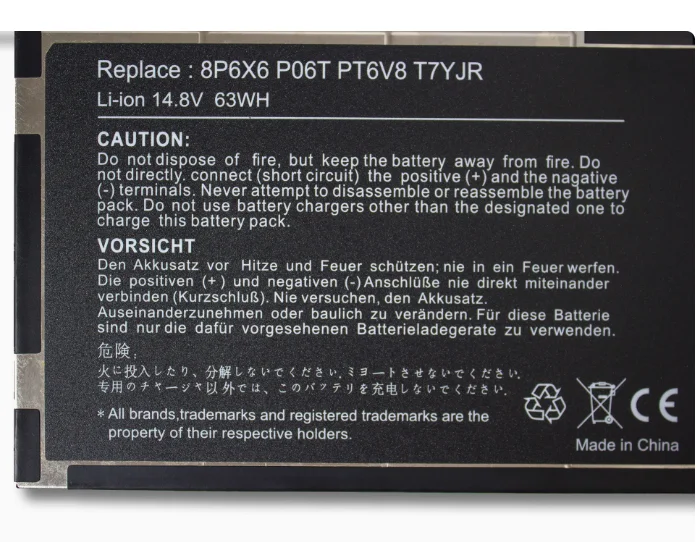 Replace : 8P6X6 P06T PT6V8 T7YJR
Li-ion 14.8V 63WH
CAUTION:
Do not dispose of fire, but keep the battery away from fire. Do
not directly. connect (short circuit) the positive (+) and the nagative
(-) terminals. Never attempt to disassemble or reassemble the battery
pack. Do not use battery chargers other than the designated one to
charge this battery pack.
VORSICHT
Den Akkusatz vor Hitze und Feuer schützen; nie in ein Feuer werfen.
Die positiven (+) und negativen (-) Anschlüße nie direkt miteinander
verbinden (Kurzschluß). Nie versuchen, den Akkusatz.
Auseinanderzunehmen oder baulich zu verändern. Für diese Batterie
sind nur die dafür vorgesehenen Batterieladegerate zu verwenden.
危険.
火に投入したり、分解しないでください. ミヨートさせないでください.
专用のチャージャ以外では、このバッテリを充电しないでください.
* All brands,trademarks and registered trademarks are the
property of their respective holders.
CE
Made in China